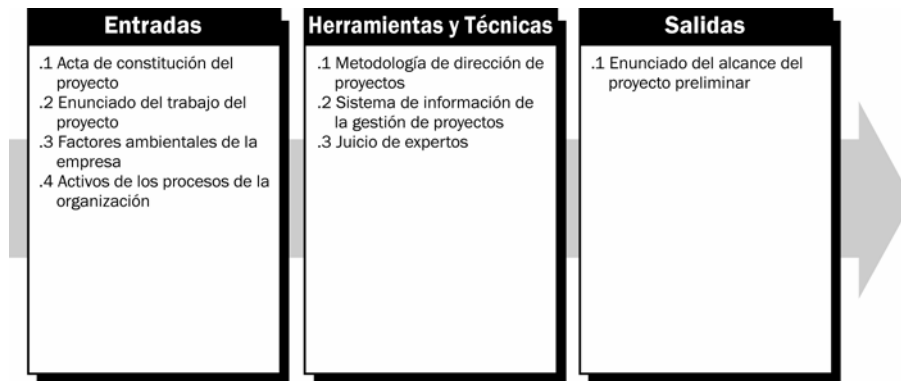 Entradas
.1 Acta de constitución del
proyecto
.2 Enunciado del trabajo del
proyecto
.3 Factores ambientales de la
empresa
.4 Activos de los procesos de la
organización
Herramientas y Técnicas
.1 Metodología de dirección de
proyectos
.2 Sistema de información de
la gestión de proyectos
.3 Juicio de expertos
Salidas
.1 Enunciado del alcance del
proyecto preliminar